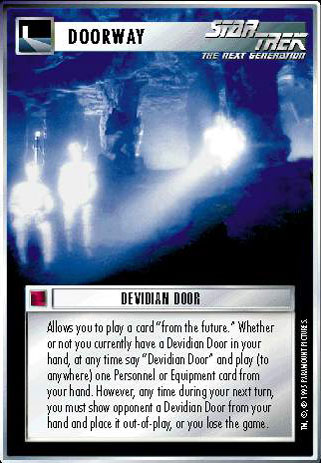 DOORWAY
STAR TREK
THE NEXT GENERATION
DEVIDIAN DOOR
Allows you to play a card "from the future." Whether
or not you currently have a Devidian Door in your
hand, at any time say "Devidian Door" and play (to
anywhere) one Personnel or Equipment card from
your hand. However, any time during your next turn,
you must show opponent a Devidian Door from your
hand and place it out-of-play, or you lose the game.
TM, ®, © 1995 PARAMOUNT PICTURES.